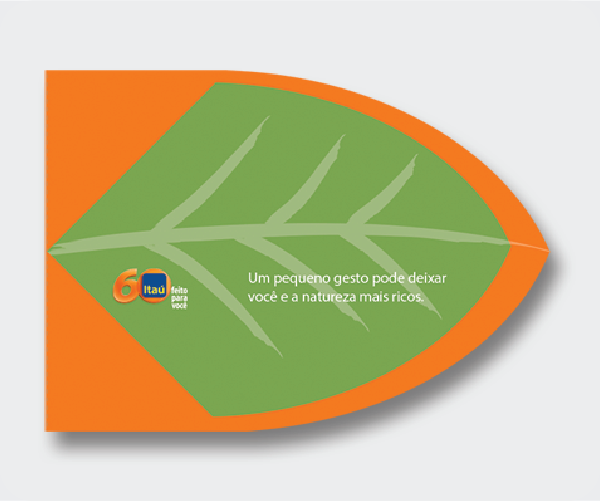 60
Itaú
feito
para
você
Um pequeno gesto pode deixar
você e a natureza mais ricos.